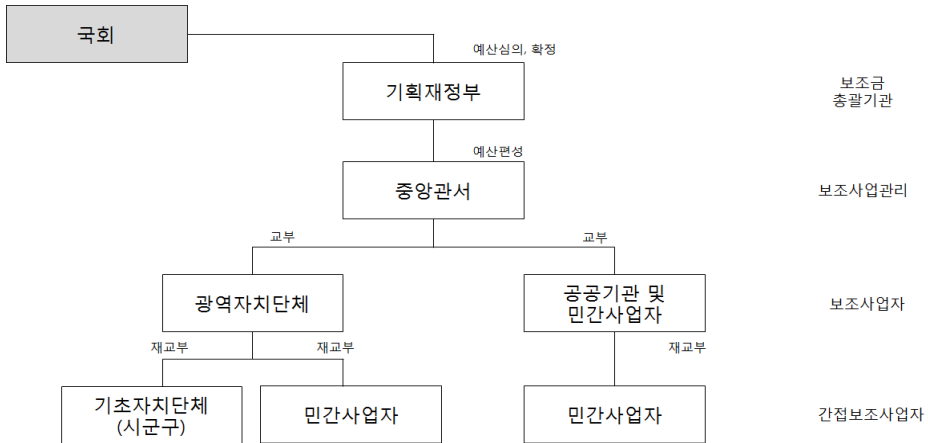 국회
예산심의, 확정
기획재정부
보조금
총괄기관
예산편성
중앙관서
보조사업관리
교부
교부
광역자치단체
공공기관 및
민간사업자
보조사업자
재교부
재교부
재교부
기초자치단체
(시군구)
민간사업자
민간사업자
간접보조사업자